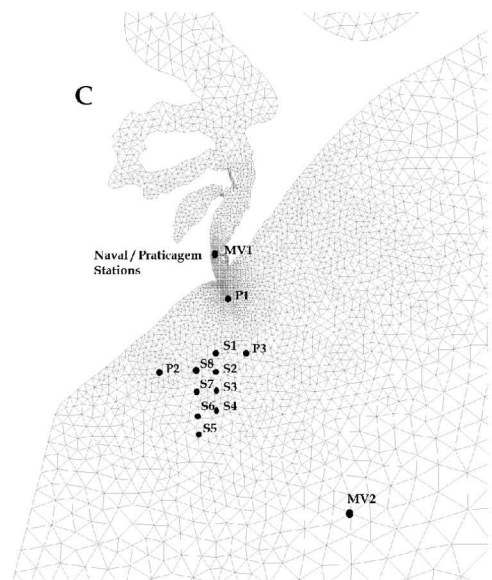 C
Naval / Praticagem
Stations
MV1
P1
S1
P3
S8
S2
P2
S7
S3
S6
S4
S5
MV2